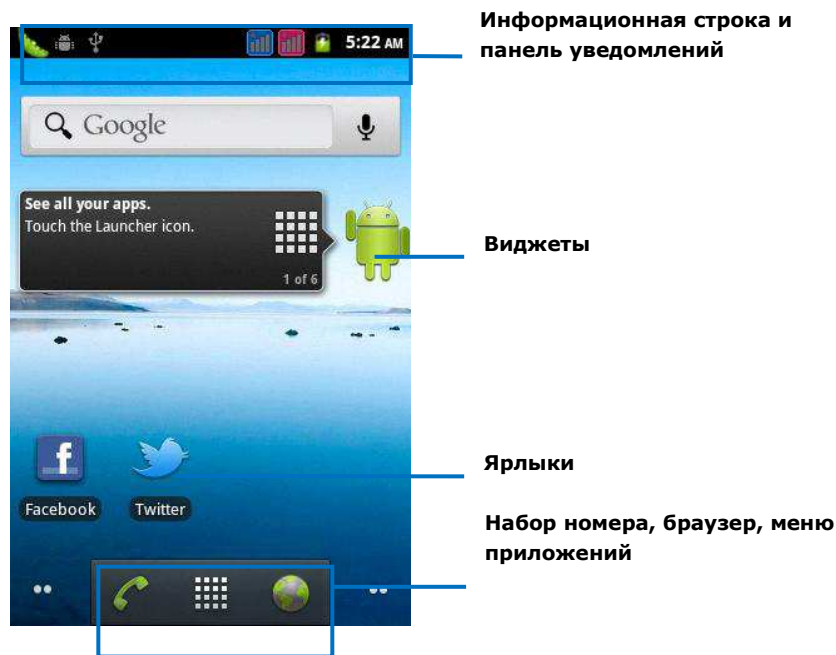 Информационная строка и
панель уведомлений
5:22 AM
Google
See all your apps.
Touch the Launcher icon.
1 of 6
Виджеты
Ярлыки
f
Facebook
Twitter
Набор номера, браузер, меню
приложений